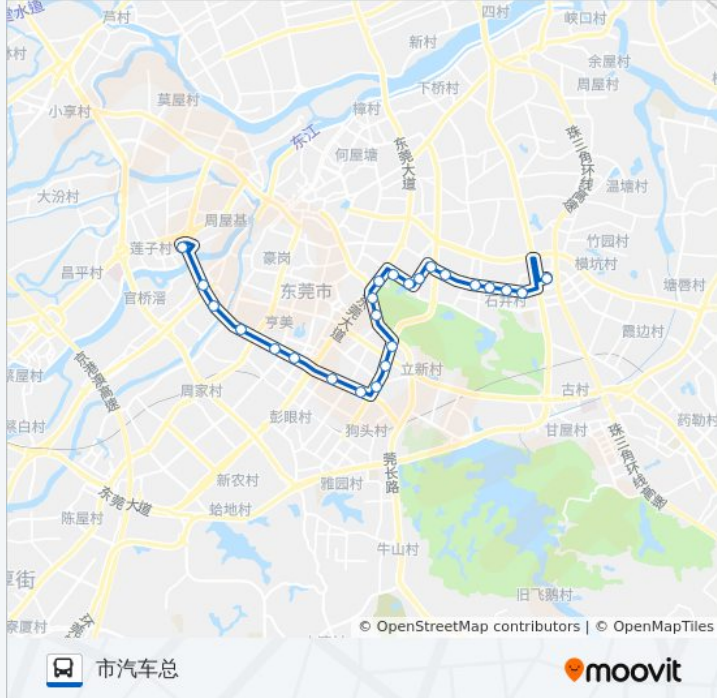 芦村
四村
峡口村
新村
余屋村
周屋村
下桥村
莫屋村
小享村
樟村
东江
何屋塘
东莞大道
珠三角环线高速
温塘村
大汾村
周屋基
竹园村
莲子村
豪岗
横坑村
昌平村
官桥滘
东莞市
塘唇村
石井村
亨美
东莞大道
霞边村
京港澳高速
立新村
周家村
古村
彭眼村
药勒村
狗头村
甘屋村
珠三角环线高速
莞长路
新农村
雅园村
东莞大道
蛤地村
陈屋村
牛山村
旧飞鹅村
© OpenStreetMap contributors | © OpenMapTiles
市汽车总
moovit